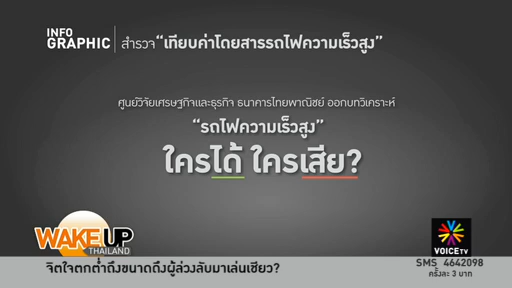 INFO
GRAPHIC
สำรวจ "เทียบค่าโดยสารรถไฟความเร็วสูง"
ศูนย์วิจัยเศรษฐกิจและธุรกิจ ธนาคารไทยพาณิชย์ ออกบทวิเคราะห์
"รถไฟความเร็วสูง"
ใครได้ ใครเสีย?
WAKE UP
THAILAND
VOICE TV
จิตใจตกต่ำถึงขนาดดึงผู้ล่วงลับมาเล่นเชียว?
SMS 4642098
ครั้งละ 3 บาท